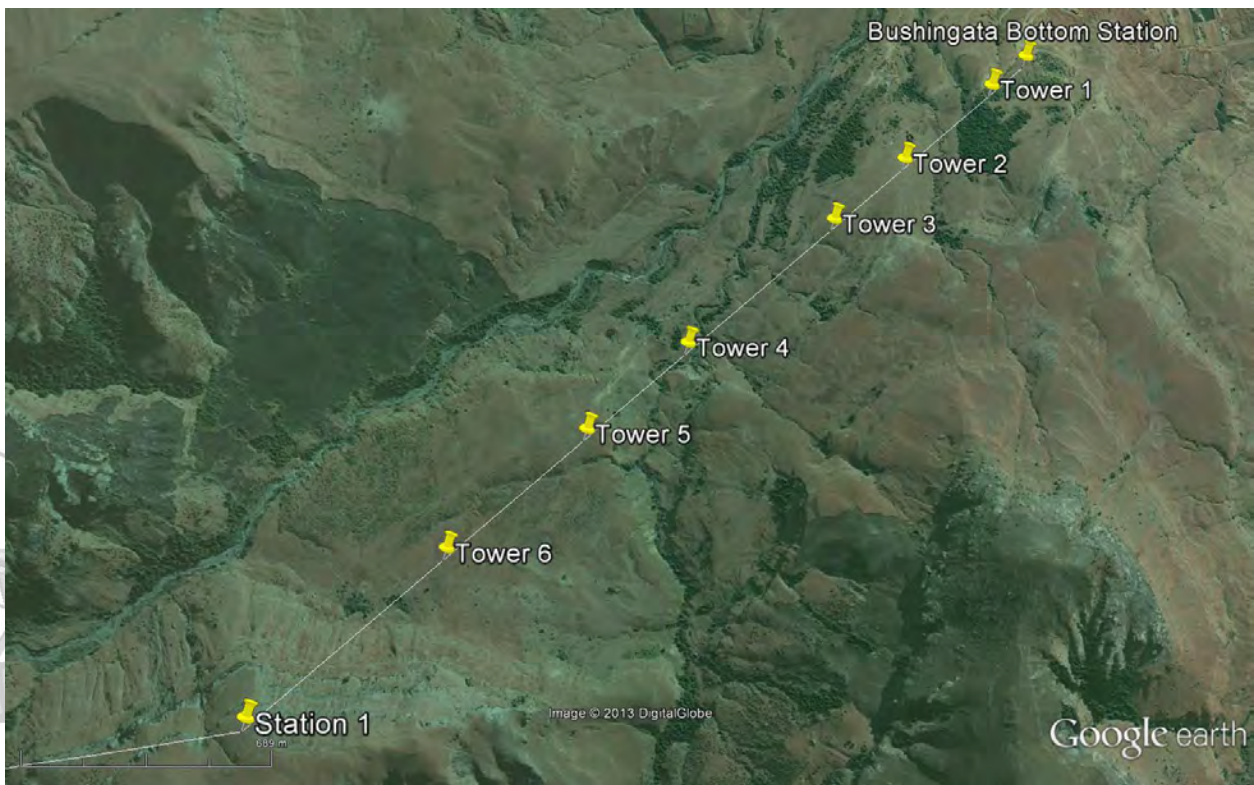 Bushingata Bottom Station
Tower 1
Tower 2
Tower 3
Tower 4
Tower 5
Tower 6
Station 1
689 m
Image © 2013 DigitalGlobe
Google earth